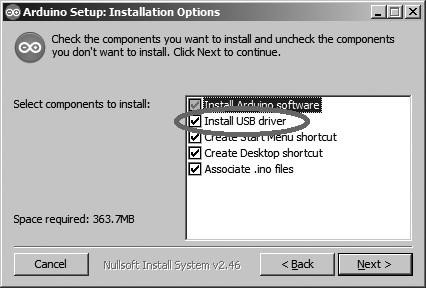 Arduino Setup: Installation Options
Check the components you want to install and uncheck the components
you don't want to install. Click Next to continue.
Select components to install:
Install Arduino software
Install USB driver
Create Start Menu shortcut
Create Desktop shortcut
Associate .ino files
Space required: 363.7MB
Cancel
Nullsoft Install System v2.46
< Back
Next >